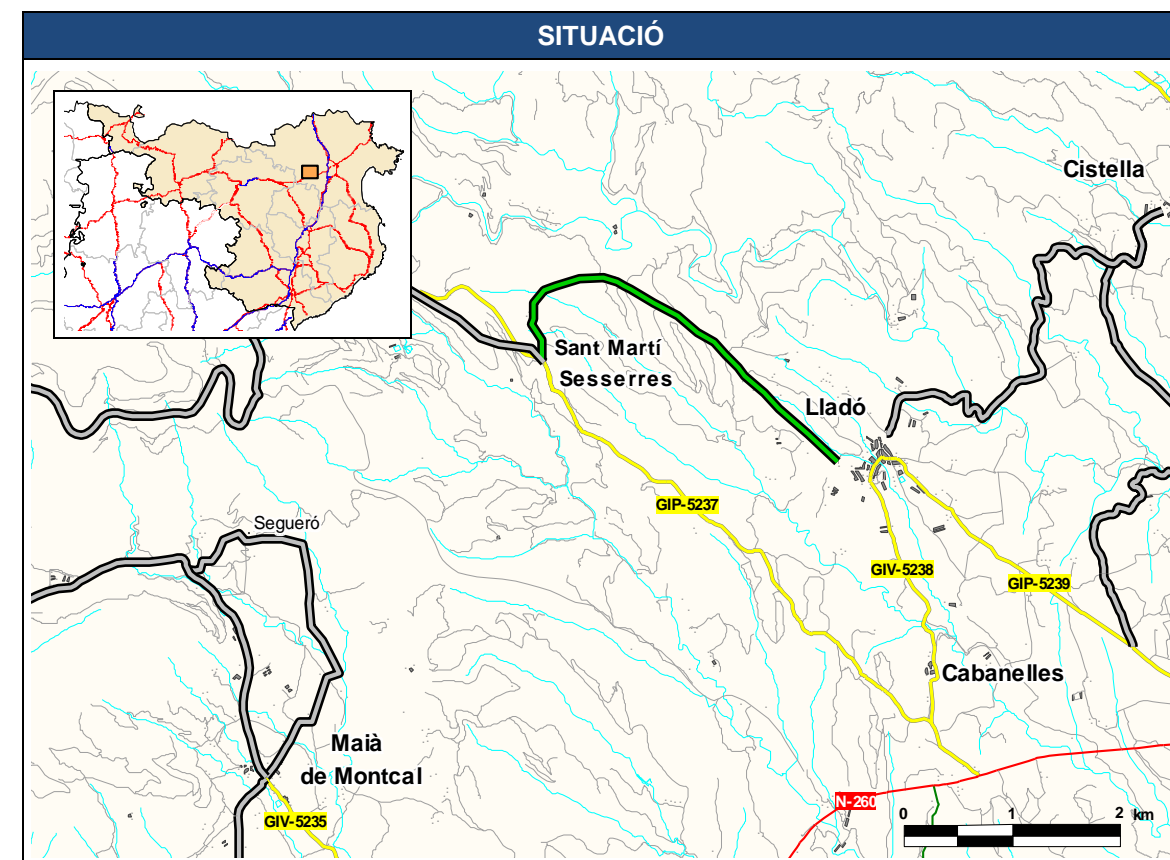 SITUACIÓ
Cistella
Sant Martí
Sesserres
Lladó
GIP-5237
Segueró
GIV-5238
GIP-5239
Cabanelles
Maià
de Montcal
N-260
GIV-5235
0 1 2 km